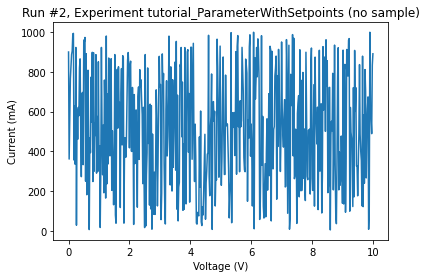 Run #2, Experiment tutorial_ParameterWithSetpoints (no sample)
1000
800
600
400
200
0
Current (mA)
0 2 4 6 8 10
Voltage (V)